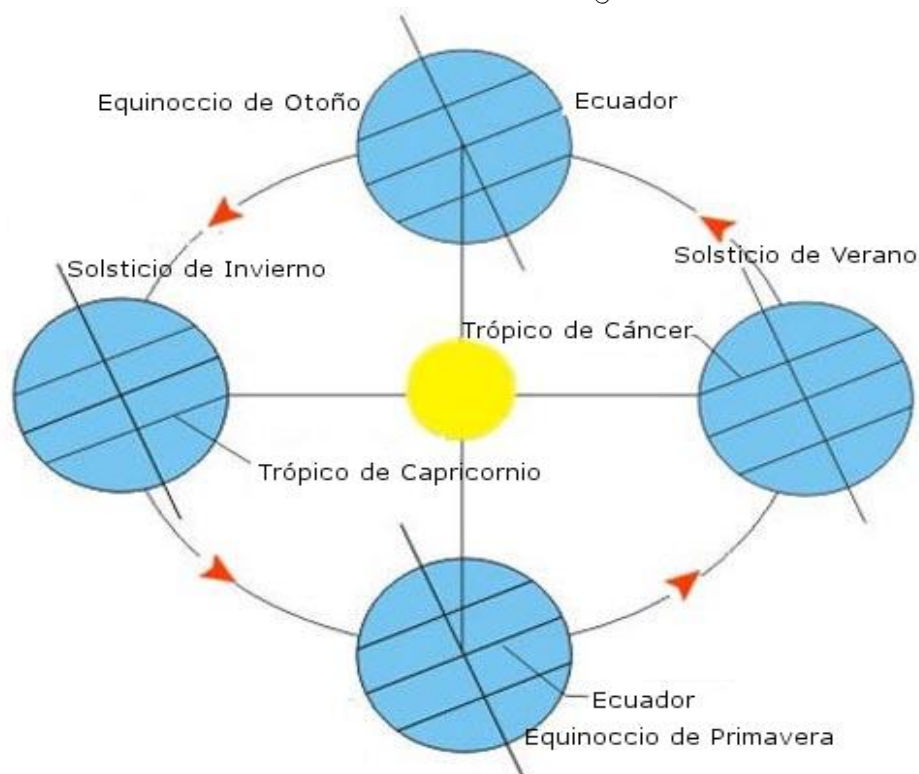 Equinoccio de Otoño
Ecuador
Solsticio de Invierno
Solsticio de Verano
Trópico de Cáncer
Trópico de Capricornio
Ecuador
Equinoccio de Primavera